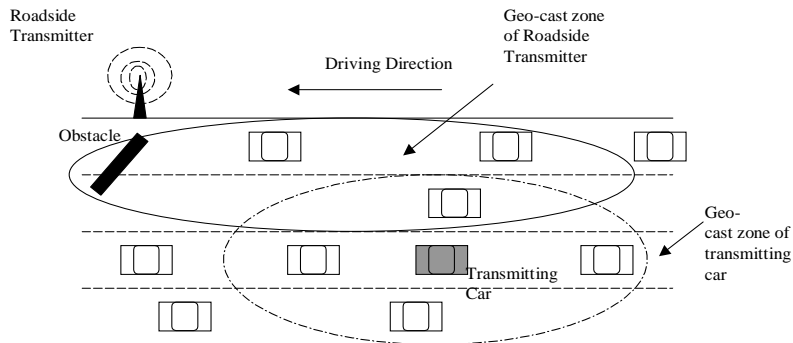 Roadside
Transmitter
Geo-cast zone
of Roadside
Transmitter
Driving Direction
Obstacle
Geo-
cast zone of
transmitting
car
Transmitting
Car